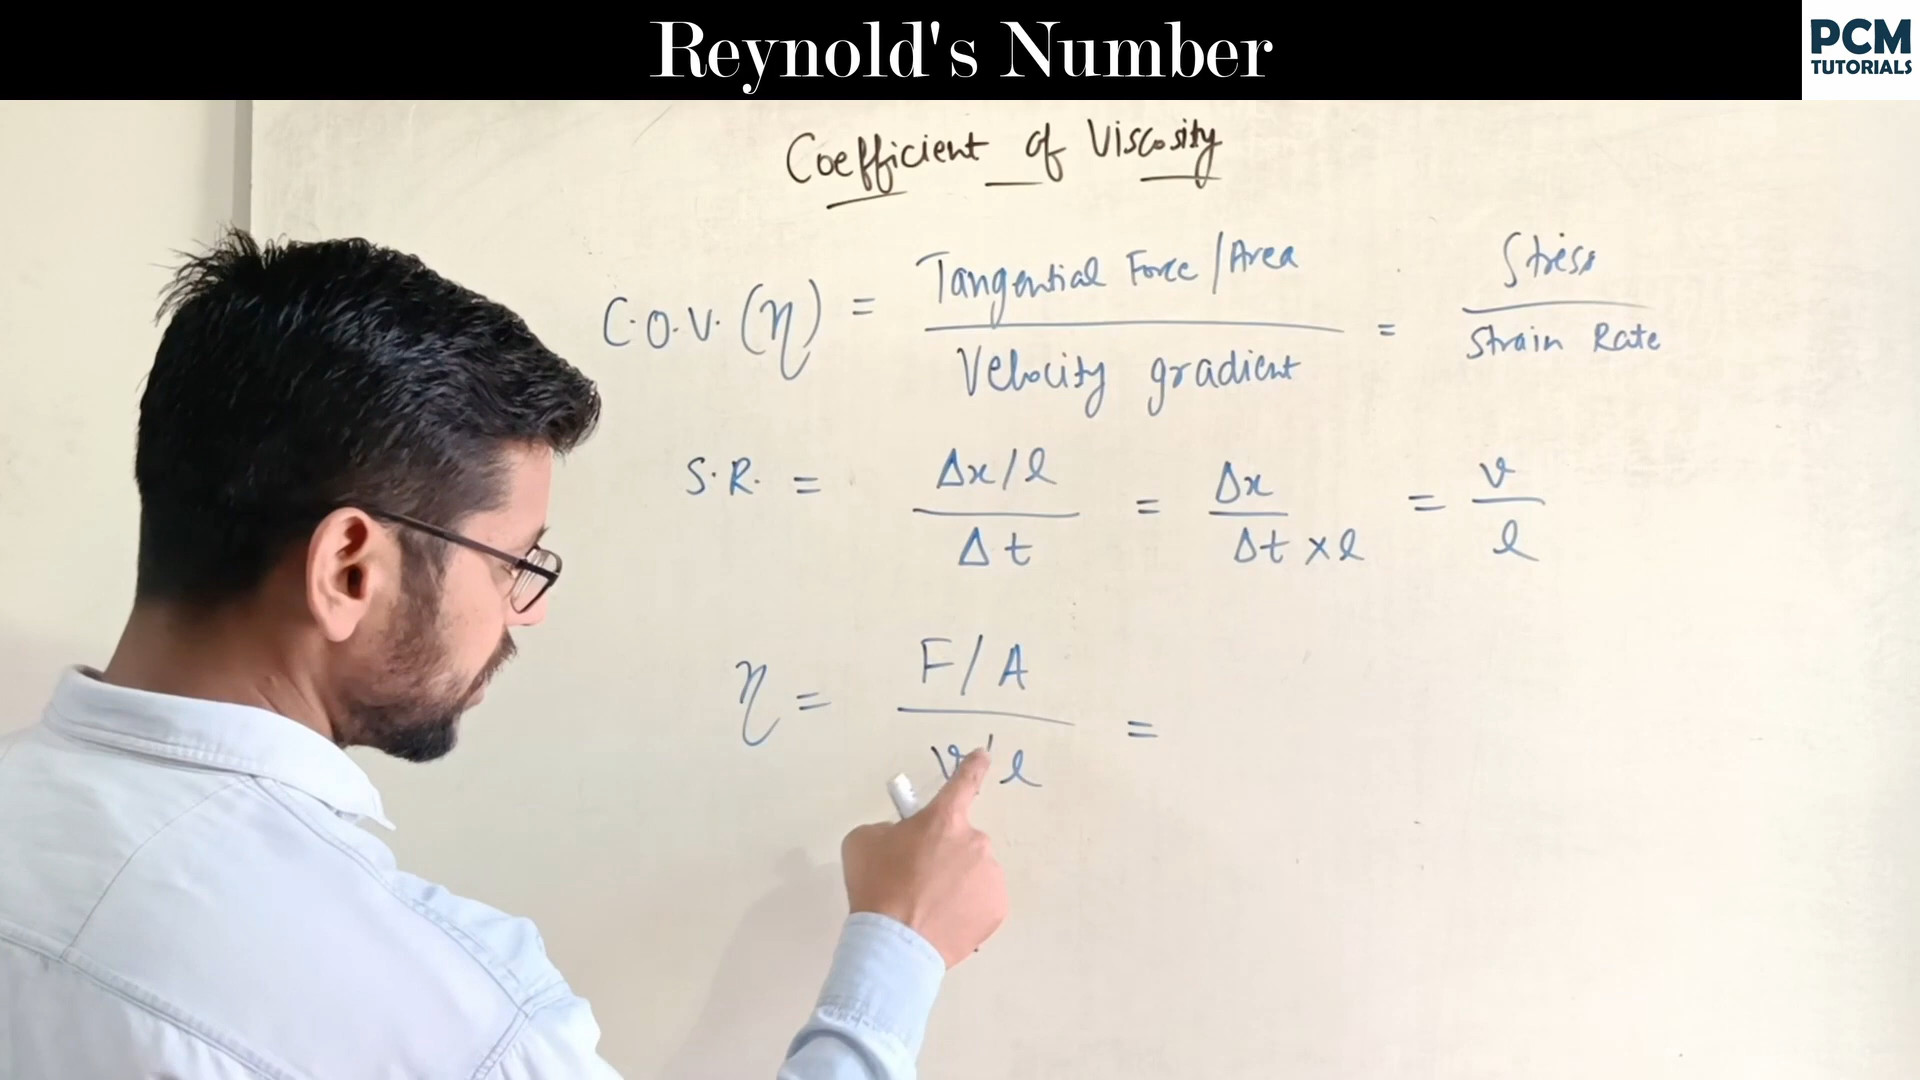 Reynold's Number
PCM
TUTORIALS
Coefficient of Viscosity
C.O.V. (η) = Tangential Force/Area = Stress
Velocity gradient Strain Rate
S.R. = Δx/l = Δx = v
Δt Δt × l l
η = F/A =
v/l